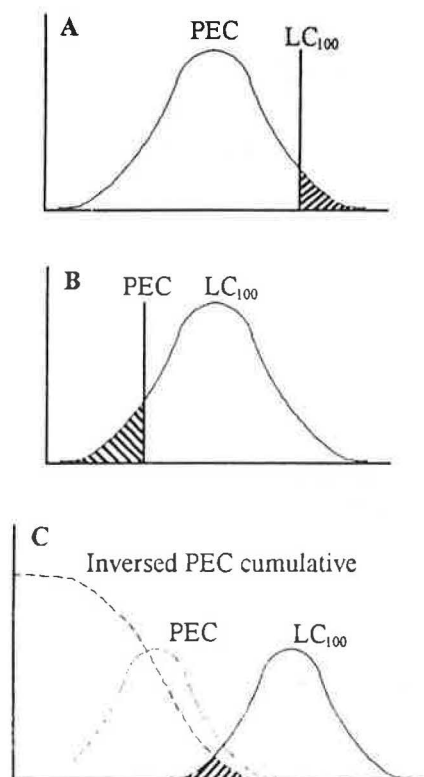 A
PEC LC₁₀₀
B
PEC LC₁₀₀
C
Inversed PEC cumulative
PEC LC₁₀₀